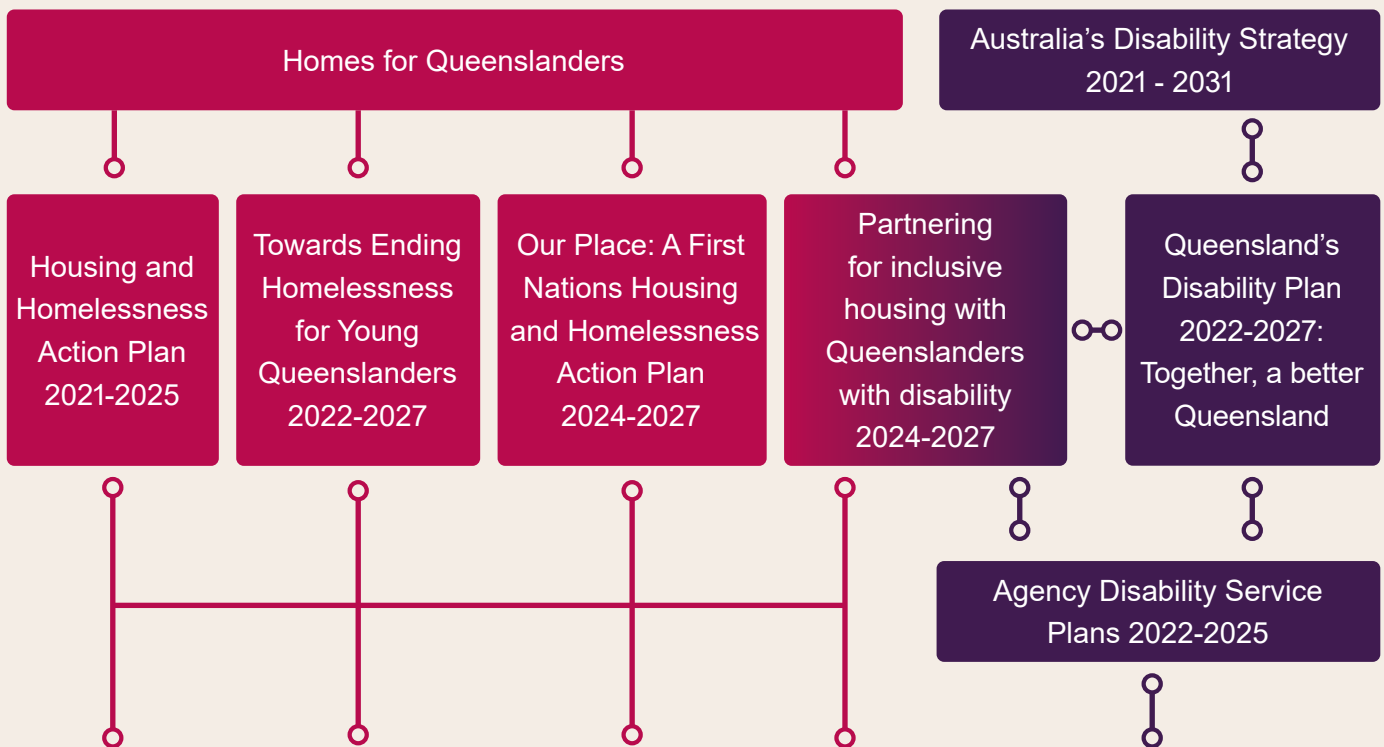 Homes for Queenslanders
Australia’s Disability Strategy
2021 - 2031
Housing and
Homelessness
Action Plan
2021-2025
Towards Ending
Homelessness
for Young
Queenslanders
2022-2027
Our Place: A First
Nations Housing
and Homelessness
Action Plan
2024-2027
Partnering
for inclusive
housing with
Queenslanders
with disability
2024-2027
Queensland’s
Disability Plan
2022-2027:
Together, a better
Queensland
Agency Disability Service
Plans 2022-2025